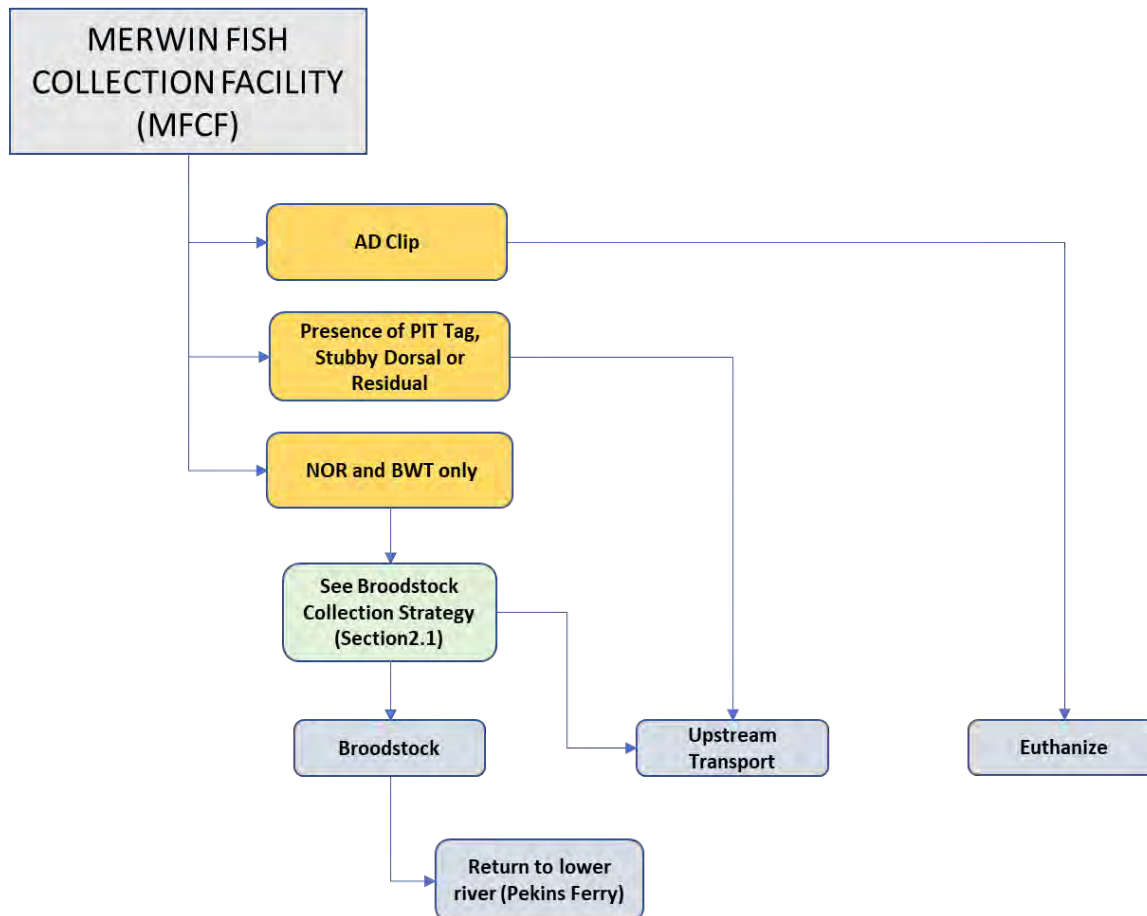 MERWIN FISH
COLLECTION FACILITY
(MFCF)
AD Clip
Presence of PIT Tag,
Stubby Dorsal or
Residual
NOR and BWT only
See Broodstock
Collection Strategy
(Section2.1)
Broodstock
Upstream
Transport
Euthanize
Return to lower
river (Pekins Ferry)